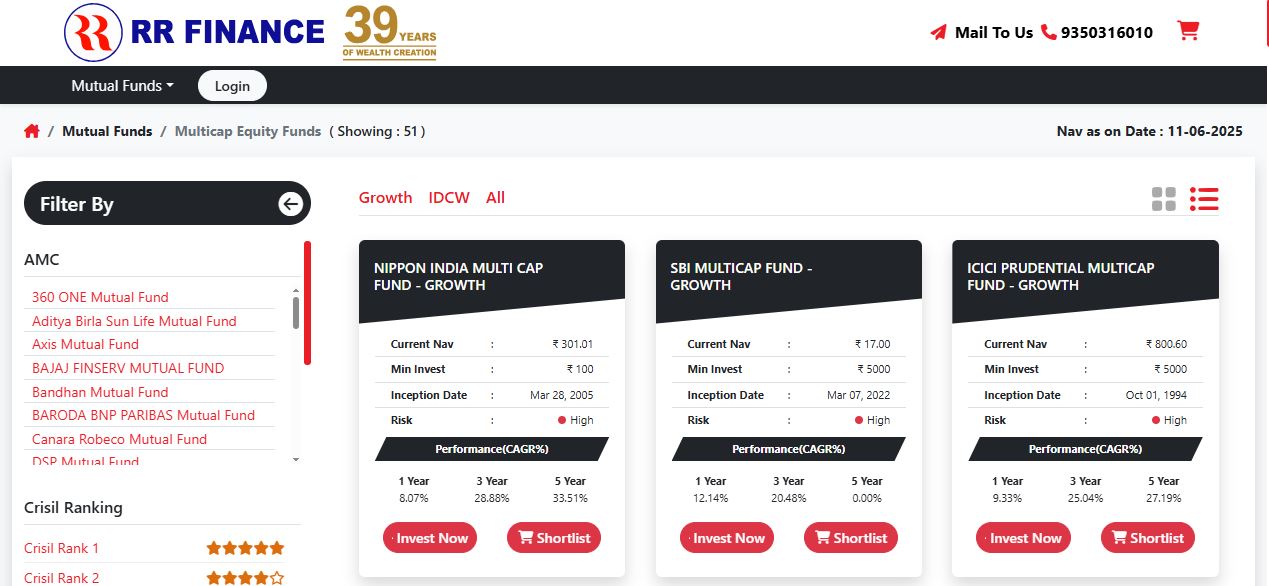 RR FINANCE
39 YEARS
OF WEALTH CREATION
Mail To Us 9350316010
Mutual Funds Login
/ Mutual Funds / Multicap Equity Funds ( Showing : 51 )
Nav as on Date : 11-06-2025
Filter By
AMC
360 ONE Mutual Fund
Aditya Birla Sun Life Mutual Fund
Axis Mutual Fund
BAJAJ FINSERV MUTUAL FUND
Bandhan Mutual Fund
BARODA BNP PARIBAS Mutual Fund
Canara Robeco Mutual Fund
DSP Mutual Fund
Crisil Ranking
Crisil Rank 1
Crisil Rank 2
Growth IDCW All
NIPPON INDIA MULTI CAP
FUND - GROWTH
Current Nav : ₹ 301.01
Min Invest : ₹ 100
Inception Date : Mar 28, 2005
Risk : High
Performance(CAGR%)
1 Year 3 Year 5 Year
8.07% 28.88% 33.51%
Invest Now Shortlist
SBI MULTICAP FUND -
GROWTH
Current Nav : ₹ 17.00
Min Invest : ₹ 5000
Inception Date : Mar 07, 2022
Risk : High
Performance(CAGR%)
1 Year 3 Year 5 Year
12.14% 20.48% 0.00%
Invest Now Shortlist
ICICI PRUDENTIAL MULTICAP
FUND - GROWTH
Current Nav : ₹ 800.60
Min Invest : ₹ 5000
Inception Date : Oct 01, 1994
Risk : High
Performance(CAGR%)
1 Year 3 Year 5 Year
9.33% 25.04% 27.19%
Invest Now Shortlist